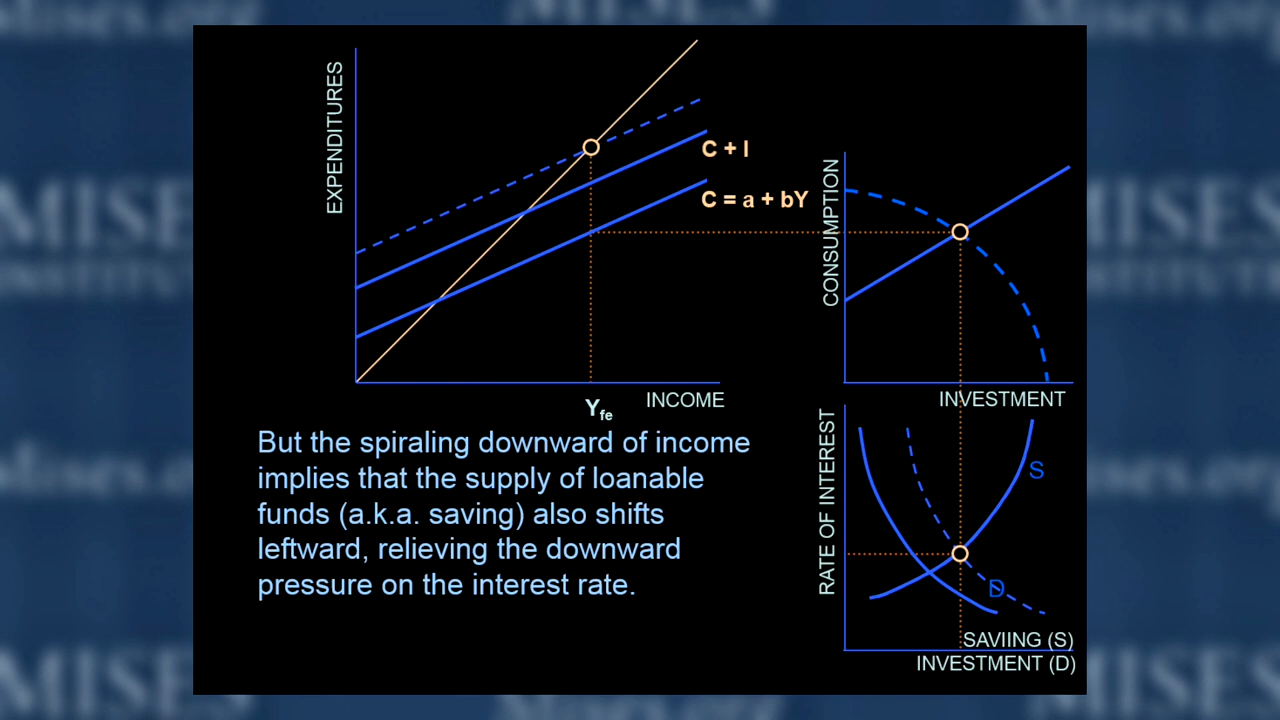 EXPENDITURES
C + I
C = a + bY
CONSUMPTION
INCOME
Yfe
INVESTMENT
But the spiraling downward of income
implies that the supply of loanable
funds (a.k.a. saving) also shifts
leftward, relieving the downward
pressure on the interest rate.
RATE OF INTEREST
S
D
SAVIING (S)
INVESTMENT (D)